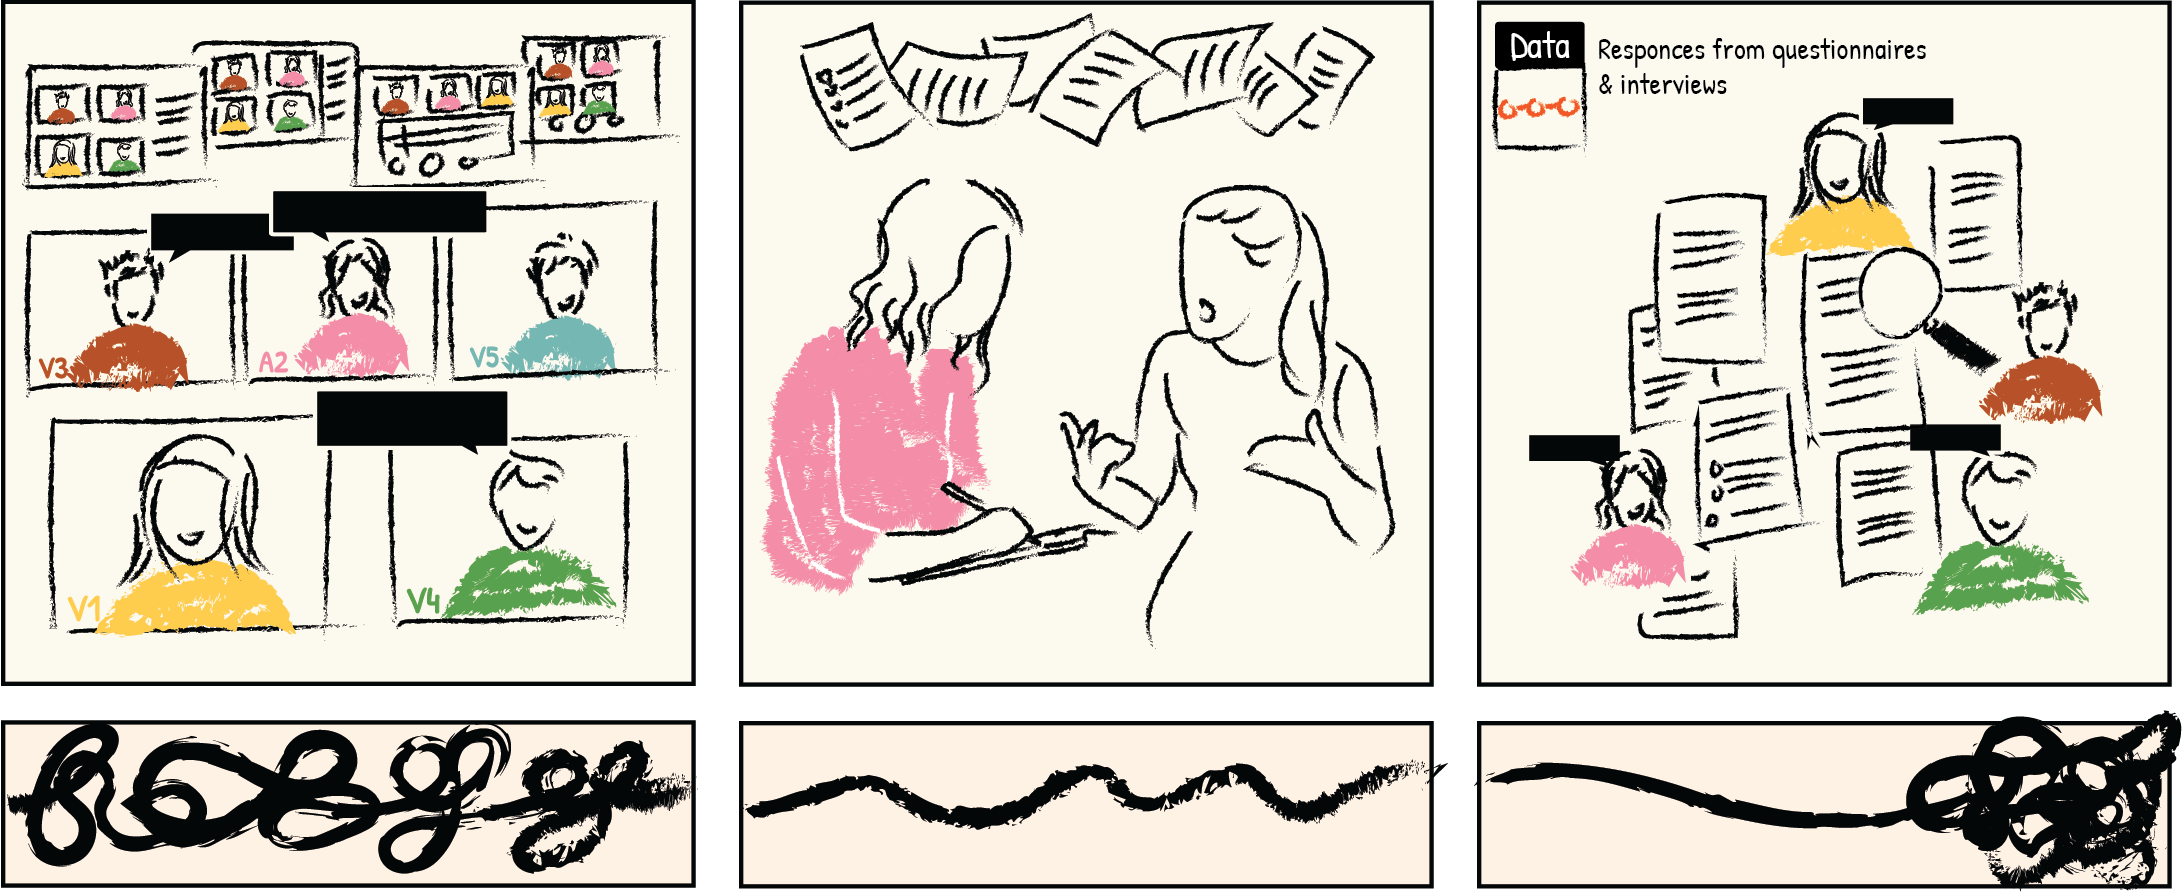 V3
A2
V5
V1
V4
Data
Responces from questionnaires
& interviews